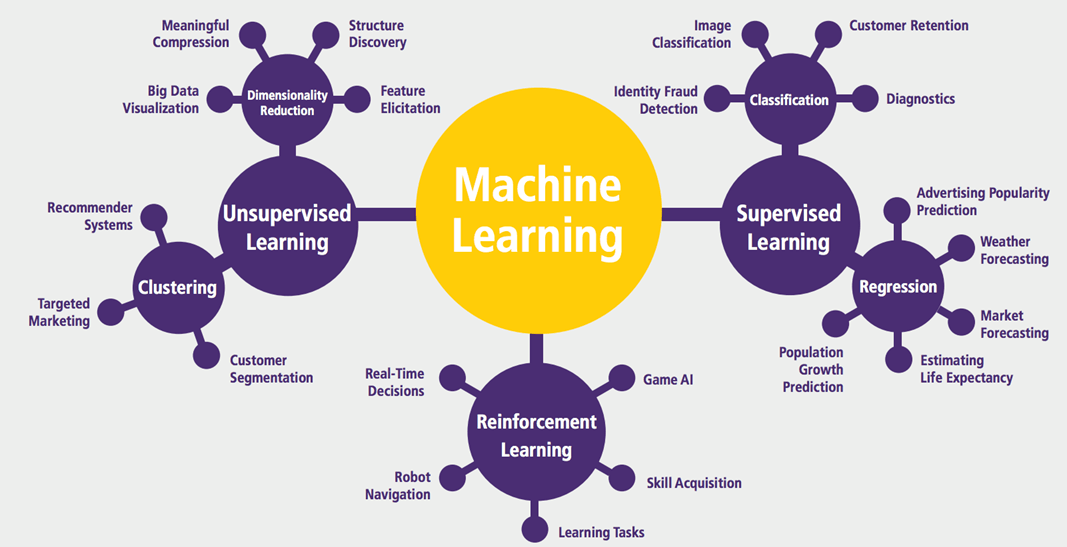 Meaningful
Compression
Structure
Discovery
Big Data
Visualization
Dimensionality
Reduction
Feature
Elicitation
Unsupervised
Learning
Recommender
Systems
Clustering
Targeted
Marketing
Customer
Segmentation
Machine
Learning
Image
Classification
Customer Retention
Identity Fraud
Detection
Classification
Diagnostics
Supervised
Learning
Advertising Popularity
Prediction
Weather
Forecasting
Regression
Market
Forecasting
Population
Growth
Prediction
Estimating
Life Expectancy
Real-Time
Decisions
Game AI
Reinforcement
Learning
Robot
Navigation
Skill Acquisition
Learning Tasks